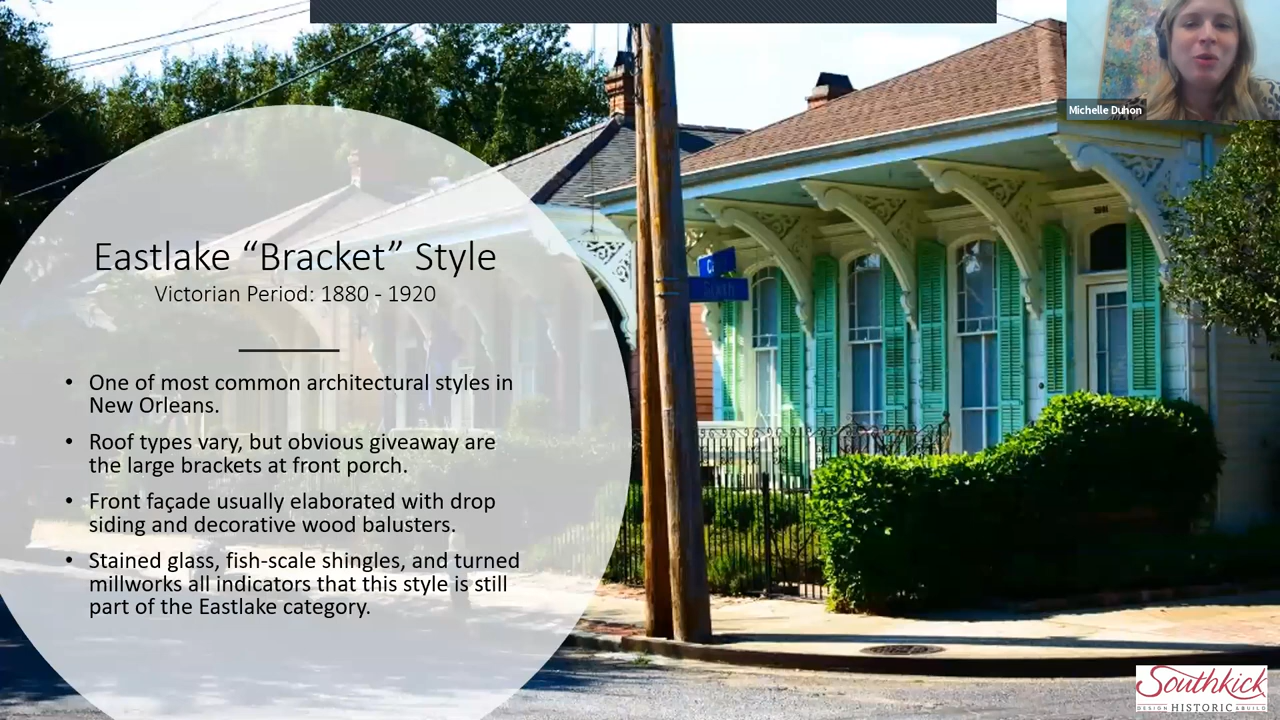 Michelle Duhon
Eastlake “Bracket” Style
Victorian Period: 1880 - 1920
• One of most common architectural styles in
New Orleans.
• Roof types vary, but obvious giveaway are
the large brackets at front porch.
• Front façade usually elaborated with drop
siding and decorative wood balusters.
• Stained glass, fish-scale shingles, and turned
millworks all indicators that this style is still
part of the Eastlake category.
Southkick
DESIGN HISTORIC & BUILD